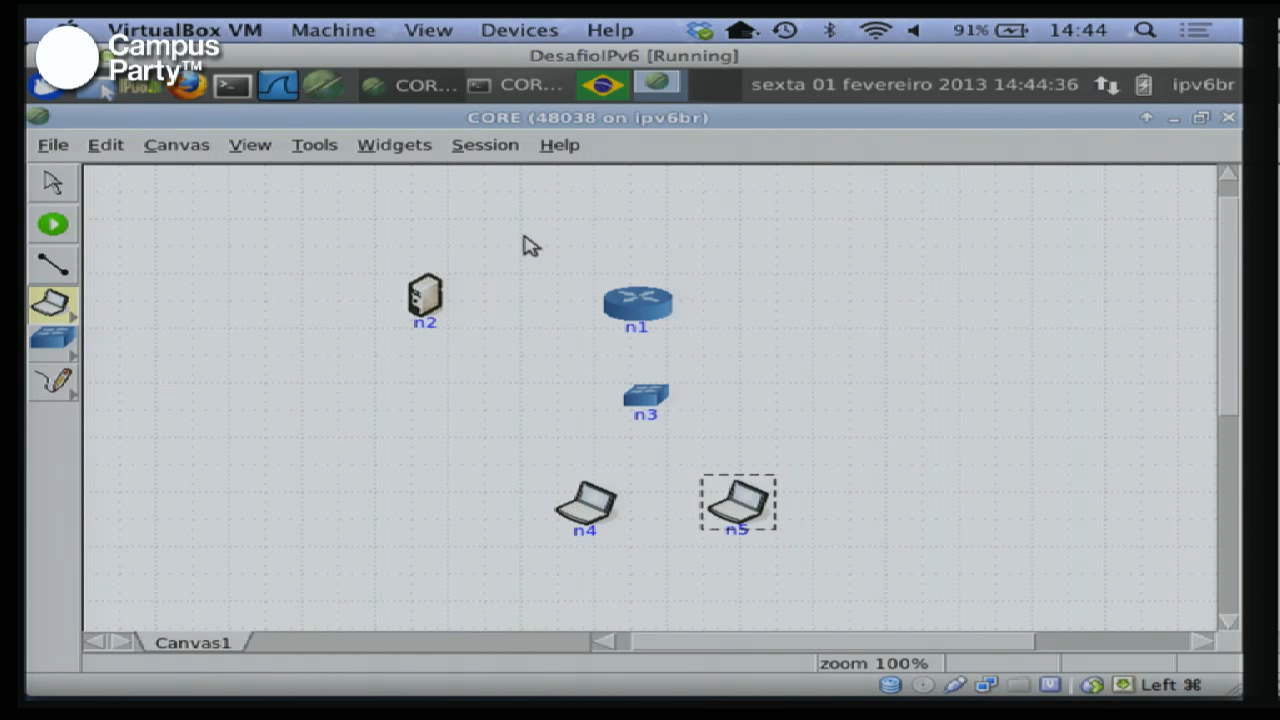 VirtualBox VM Machine View Devices Help 91% 14:44
Campus
Party™
DesafioIPv6 [Running]
COR... COR... sexta 01 fevereiro 2013 14:44:36 ipv6br
CORE (48038 on ipv6br)
File Edit Canvas View Tools Widgets Session Help
n2
n1
n3
n4
n5
Canvas1
zoom 100%
Left ⌘